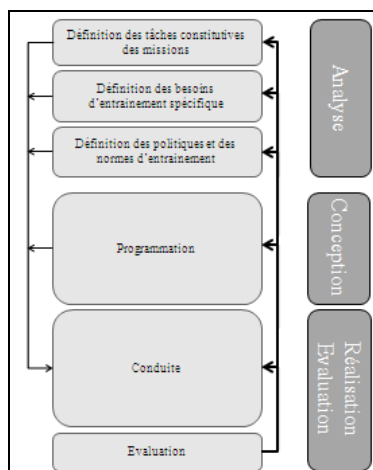 Définition des tâches constitutives
des missions
Définition des besoins
d'entrainement spécifique
Définition des politiques et des
normes d'entrainement
Analyse
Programmation
Conception
Conduite
Réalisation
Evaluation
Evaluation